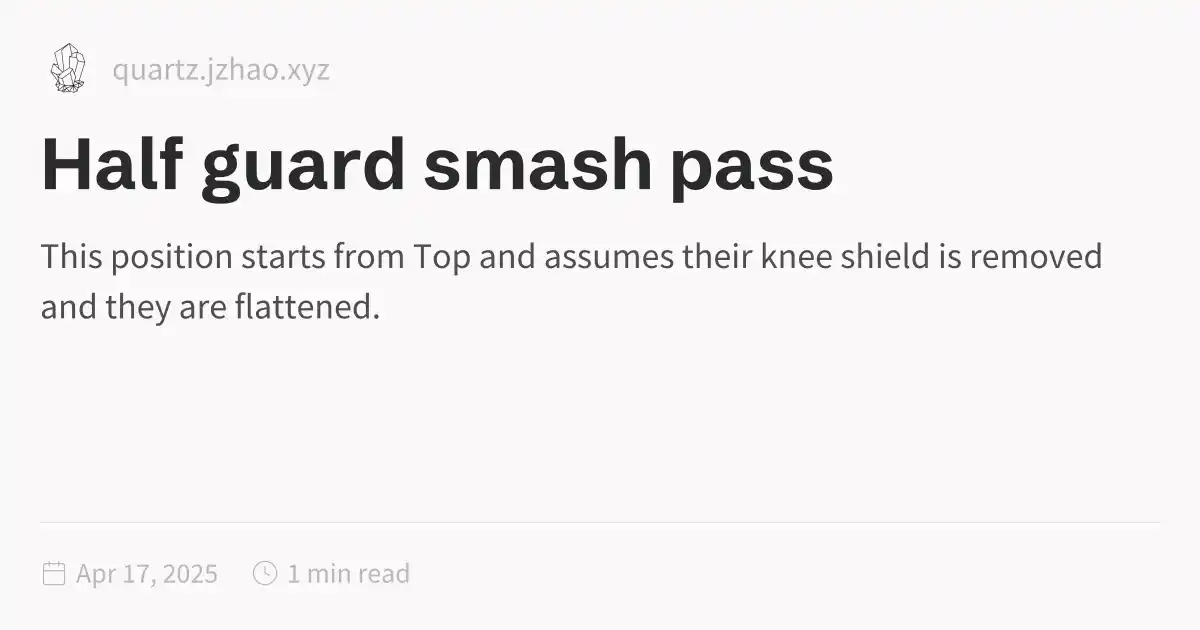 quartz.jzhao.xyz
Half guard smash pass
This position starts from Top and assumes their knee shield is removed
and they are flattened.
Apr 17, 2025 1 min read